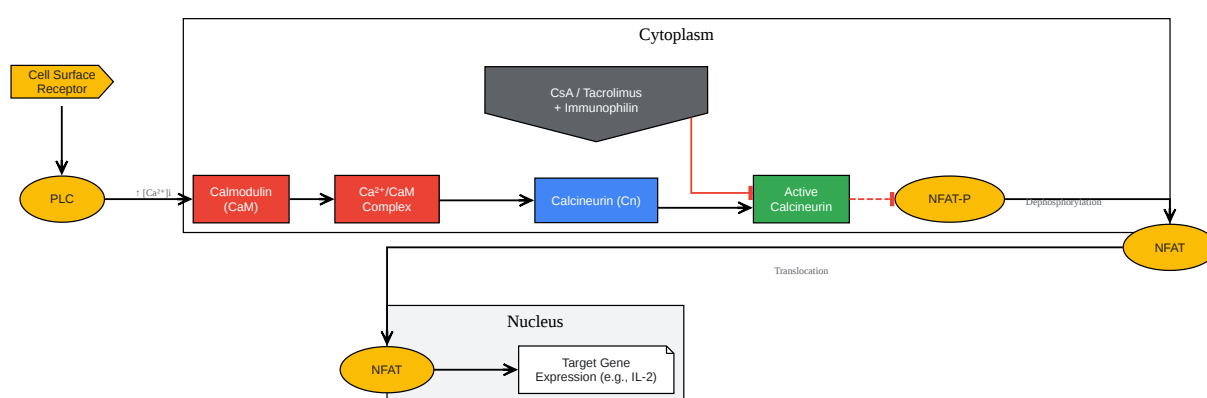 Cytoplasm
Cell Surface
Receptor
CsA / Tacrolimus
+ Immunophilin
PLC
↑ [Ca²⁺]i
Calmodulin
(CaM)
Ca²⁺/CaM
Complex
Calcineurin (Cn)
Active
Calcineurin
NFAT-P
Dephosphorylation
NFAT
Translocation
Nucleus
NFAT
Target Gene
Expression (e.g., IL-2)